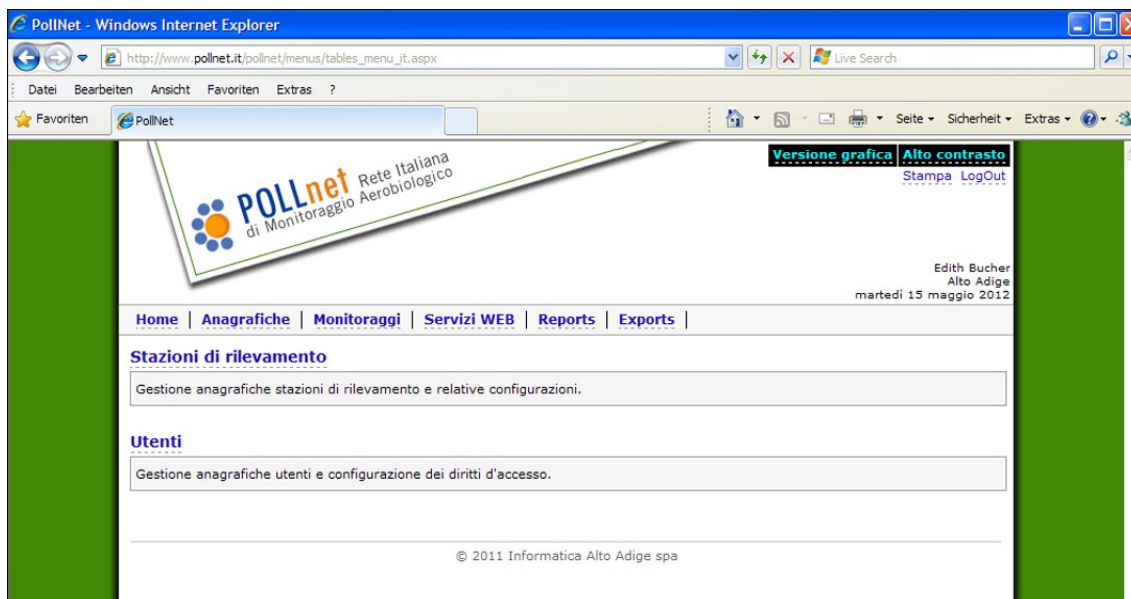 PollNet - Windows Internet Explorer
http://www.pollnet.it/pollnet/menus/tables_menu_it.aspx
Live Search
Datei Bearbeiten Ansicht Favoriten Extras ?
Favoriten PollNet Seite Sicherheit Extras
Versione grafica Alto contrasto
Stampa LogOut
POLLnet Rete Italiana
di Monitoraggio Aerobiologico
Edith Bucher
Alto Adige
martedì 15 maggio 2012
Home | Anagrafiche | Monitoraggi | Servizi WEB | Reports | Exports |
Stazioni di rilevamento
Gestione anagrafiche stazioni di rilevamento e relative configurazioni.
Utenti
Gestione anagrafiche utenti e configurazione dei diritti d'accesso.
© 2011 Informatica Alto Adige spa